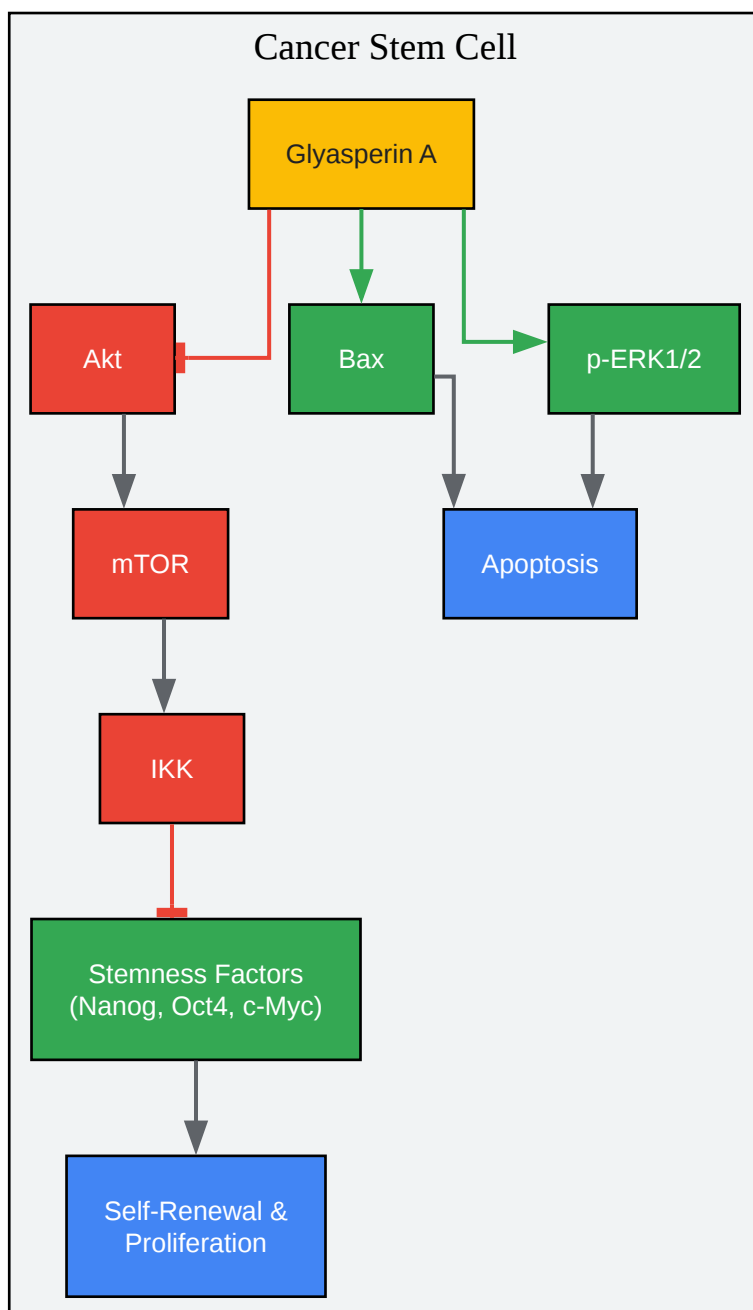 Cancer Stem Cell
Glyasperin A
Akt
Bax
p-ERK1/2
mTOR
Apoptosis
IKK
Stemness Factors
(Nanog, Oct4, c-Myc)
Self-Renewal &
Proliferation